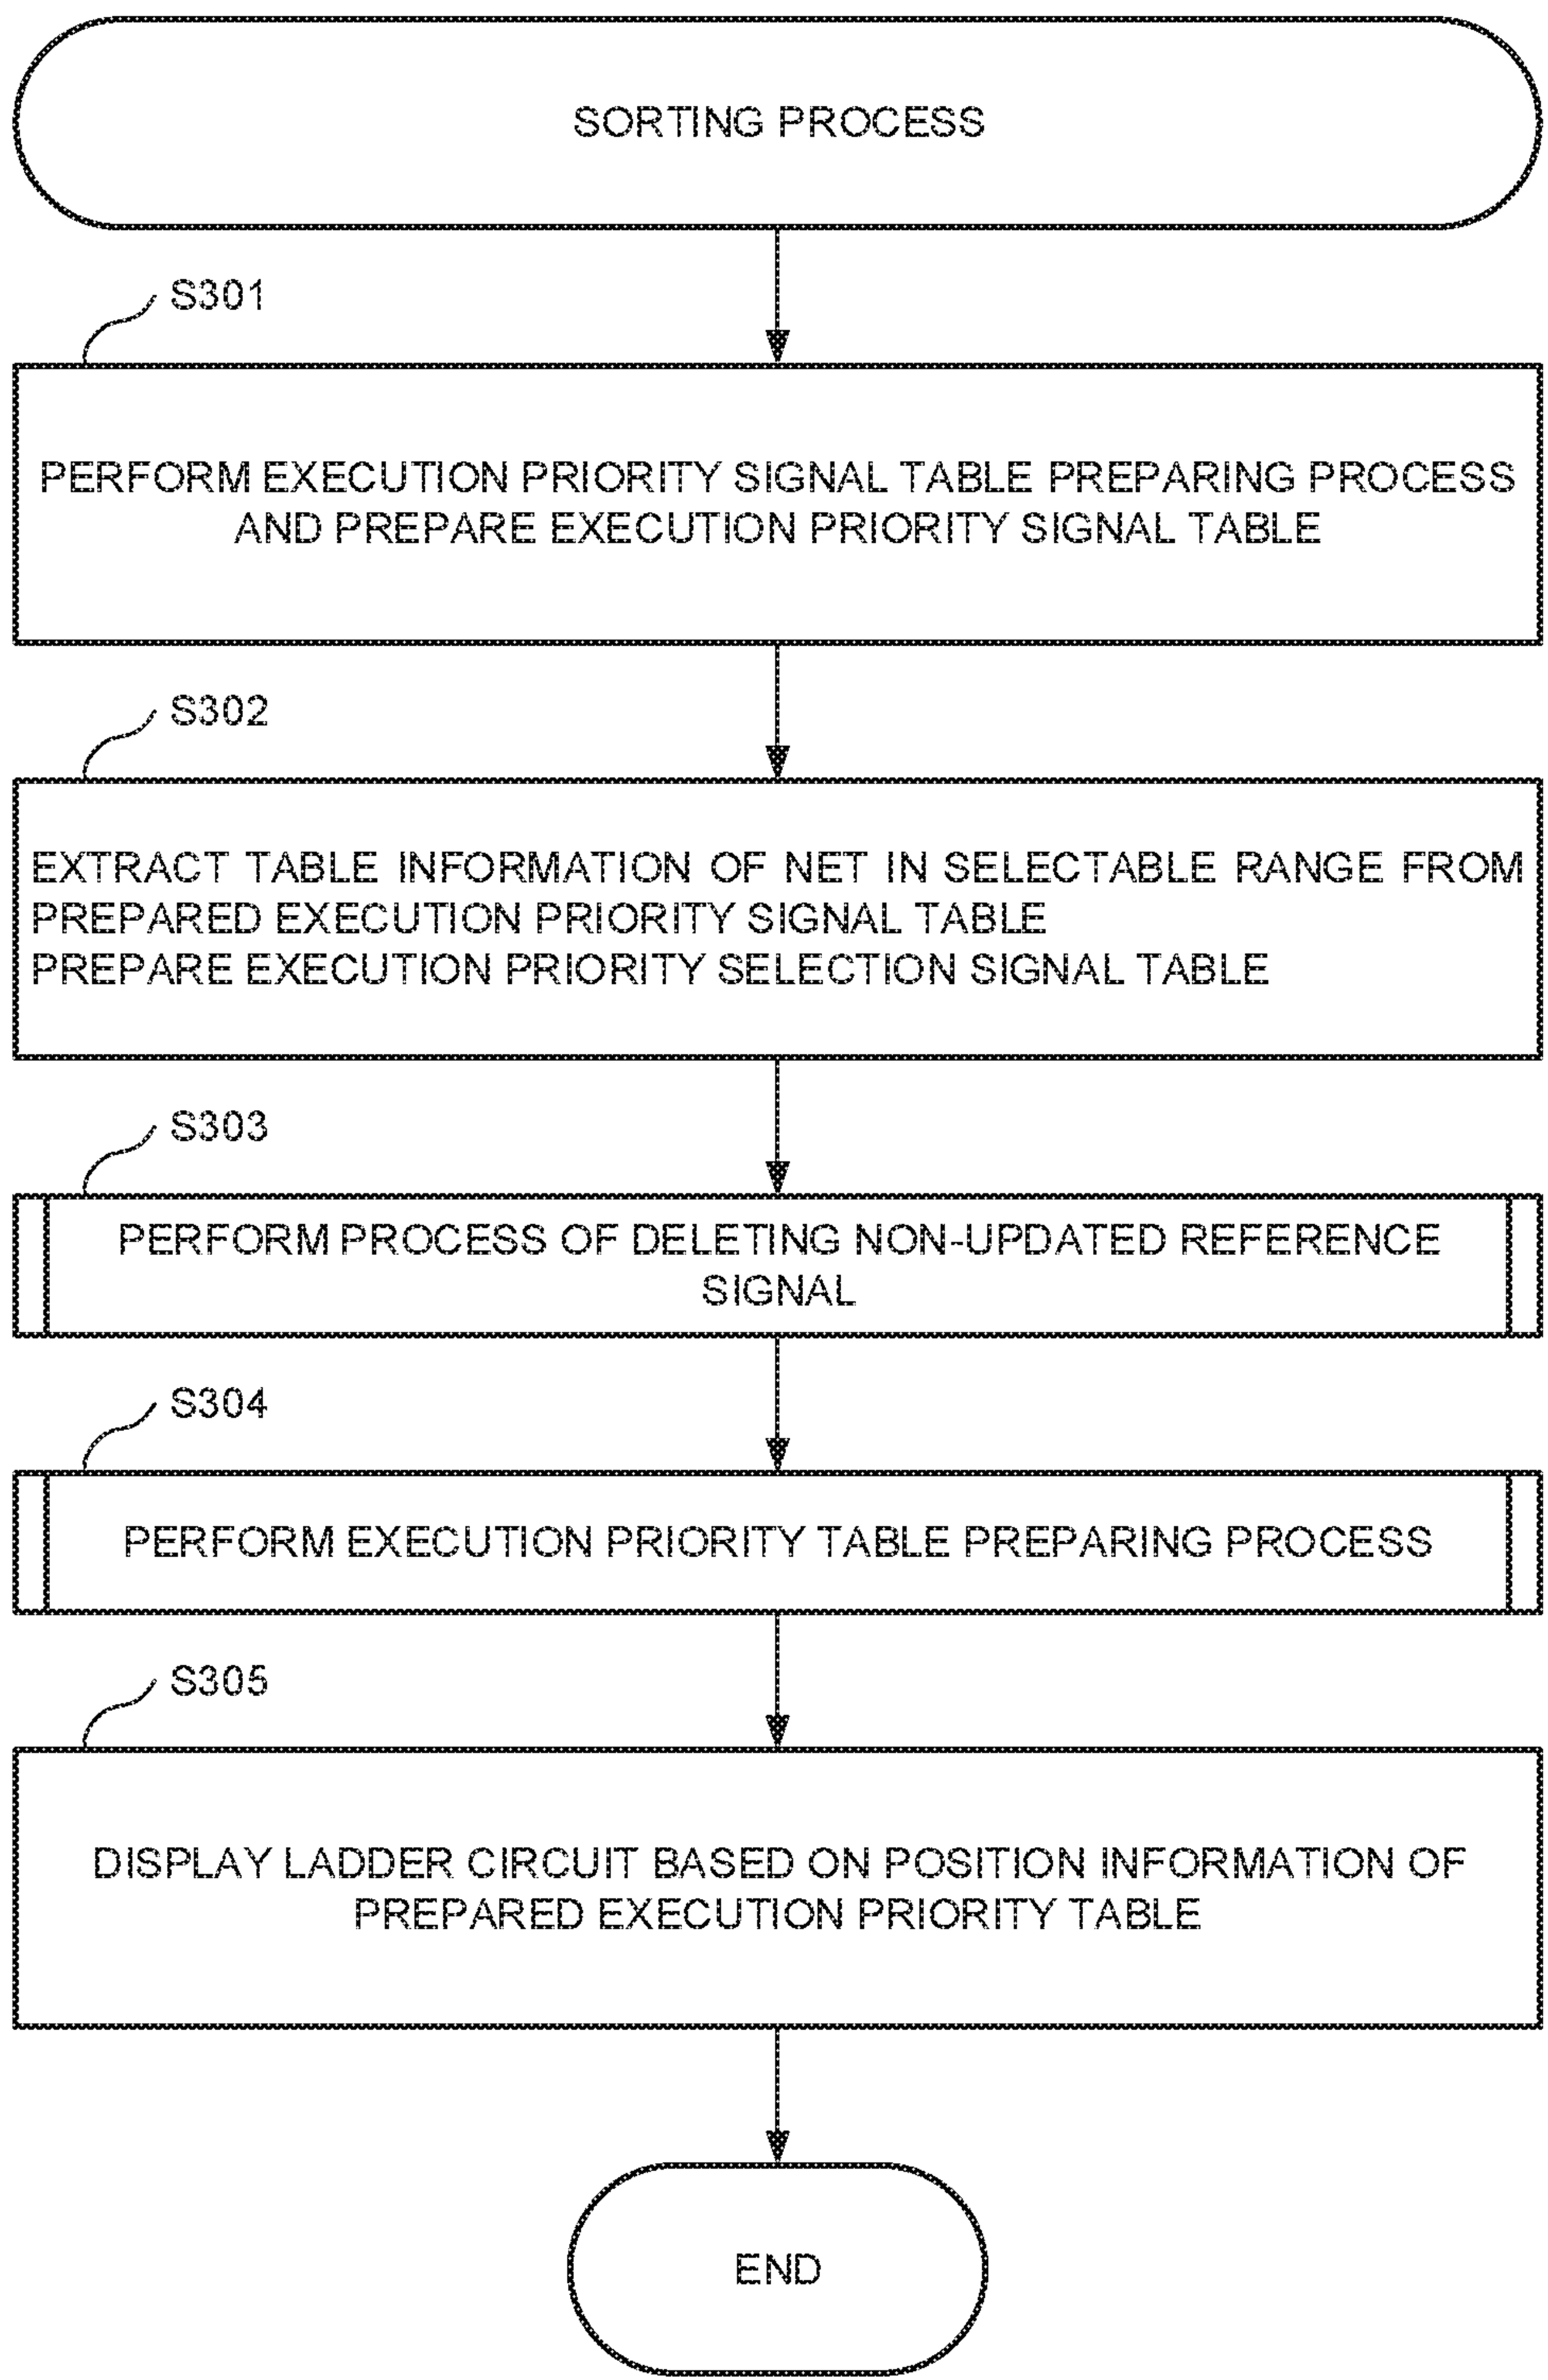 SORTING PROCESS
S301
PERFORM EXECUTION PRIORITY SIGNAL TABLE PREPARING PROCESS
AND PREPARE EXECUTION PRIORITY SIGNAL TABLE
S302
EXTRACT TABLE INFORMATION OF NET IN SELECTABLE RANGE FROM
PREPARED EXECUTION PRIORITY SIGNAL TABLE
PREPARE EXECUTION PRIORITY SELECTION SIGNAL TABLE
S303
PERFORM PROCESS OF DELETING NON-UPDATED REFERENCE
SIGNAL
S304
PERFORM EXECUTION PRIORITY TABLE PREPARING PROCESS
S305
DISPLAY LADDER CIRCUIT BASED ON POSITION INFORMATION OF
PREPARED EXECUTION PRIORITY TABLE
END